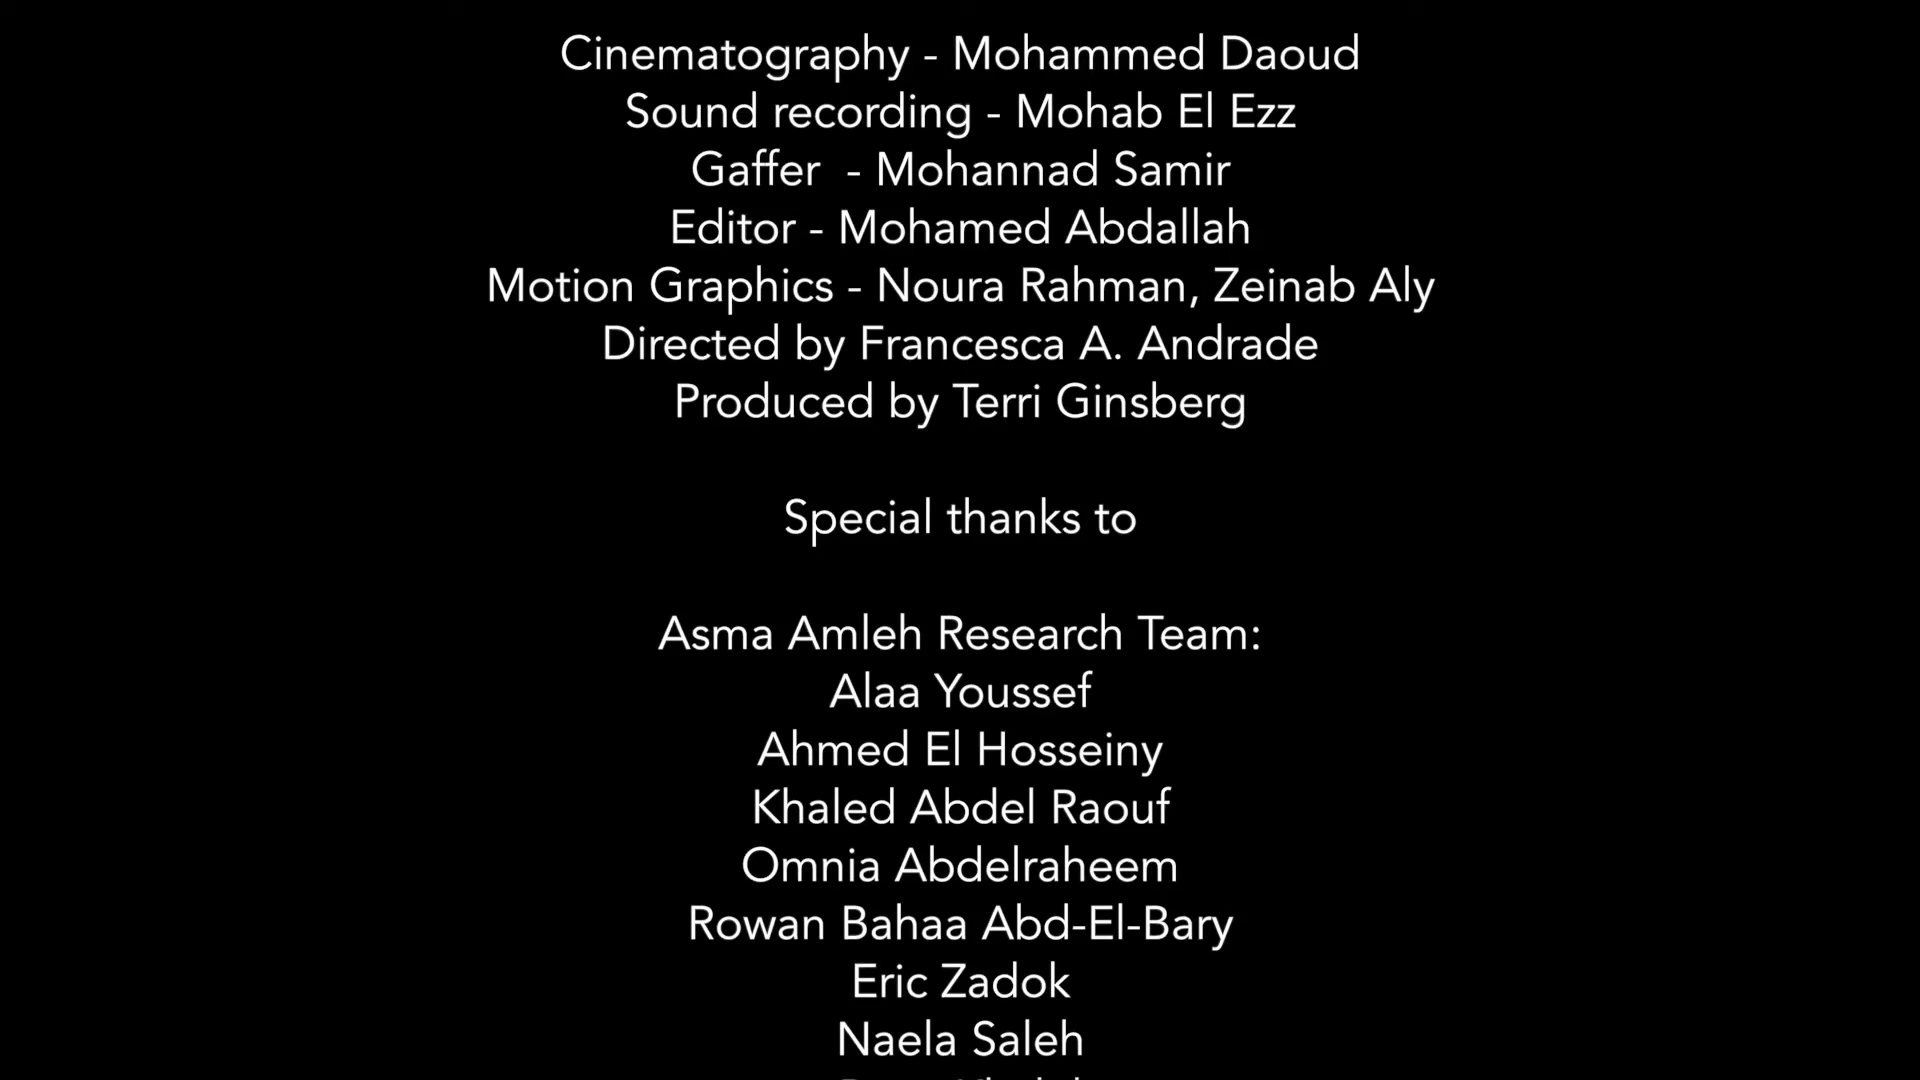 Cinematography - Mohammed Daoud
Sound recording - Mohab El Ezz
Gaffer  - Mohannad Samir
Editor - Mohamed Abdallah
Motion Graphics - Noura Rahman, Zeinab Aly
Directed by Francesca A. Andrade
Produced by Terri Ginsberg
Special thanks to
Asma Amleh Research Team:
Alaa Youssef
Ahmed El Hosseiny
Khaled Abdel Raouf
Omnia Abdelraheem
Rowan Bahaa Abd-El-Bary
Eric Zadok
Naela Saleh